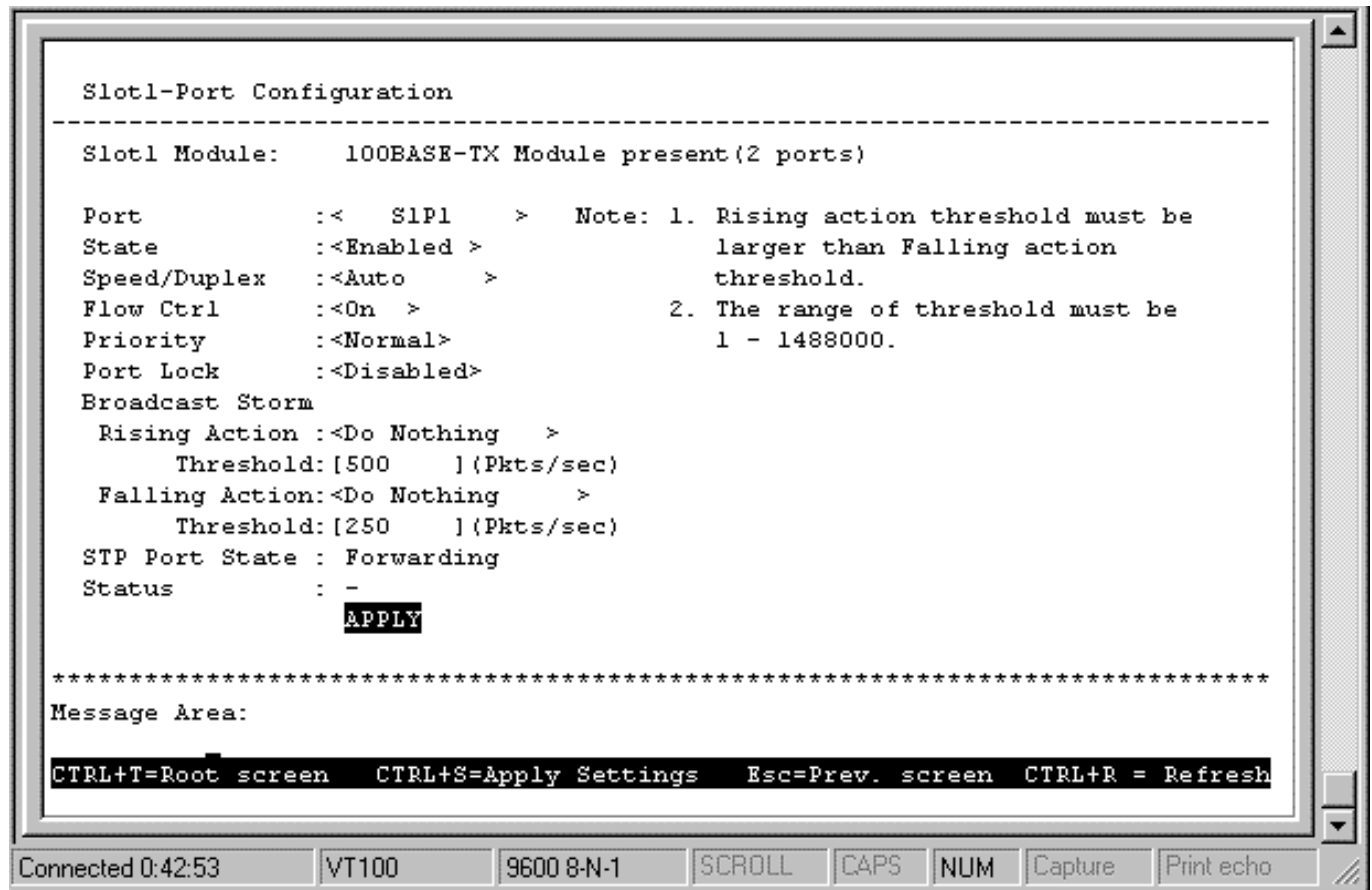 Slot1-Port Configuration
--------------------------------------------------------------------------------
Slot1 Module:    100BASE-TX Module present(2 ports)
Port           :<   S1P1    >   Note: 1. Rising action threshold must be
State          :<Enabled >               larger than Falling action
Speed/Duplex   :<Auto     >              threshold.
Flow Ctrl      :<On  >                2. The range of threshold must be
Priority       :<Normal>                 1 - 1488000.
Port Lock      :<Disabled>
Broadcast Storm
Rising Action :<Do Nothing   >
Threshold:[500    ](Pkts/sec)
Falling Action:<Do Nothing     >
Threshold:[250    ](Pkts/sec)
STP Port State : Forwarding
Status         : -
APPLY
********************************************************************************
Message Area:
CTRL+T=Root screen   CTRL+S=Apply Settings   Esc=Prev. screen  CTRL+R = Refresh
Connected 0:42:53 VT100 9600 8-N-1 SCROLL CAPS NUM Capture Print echo